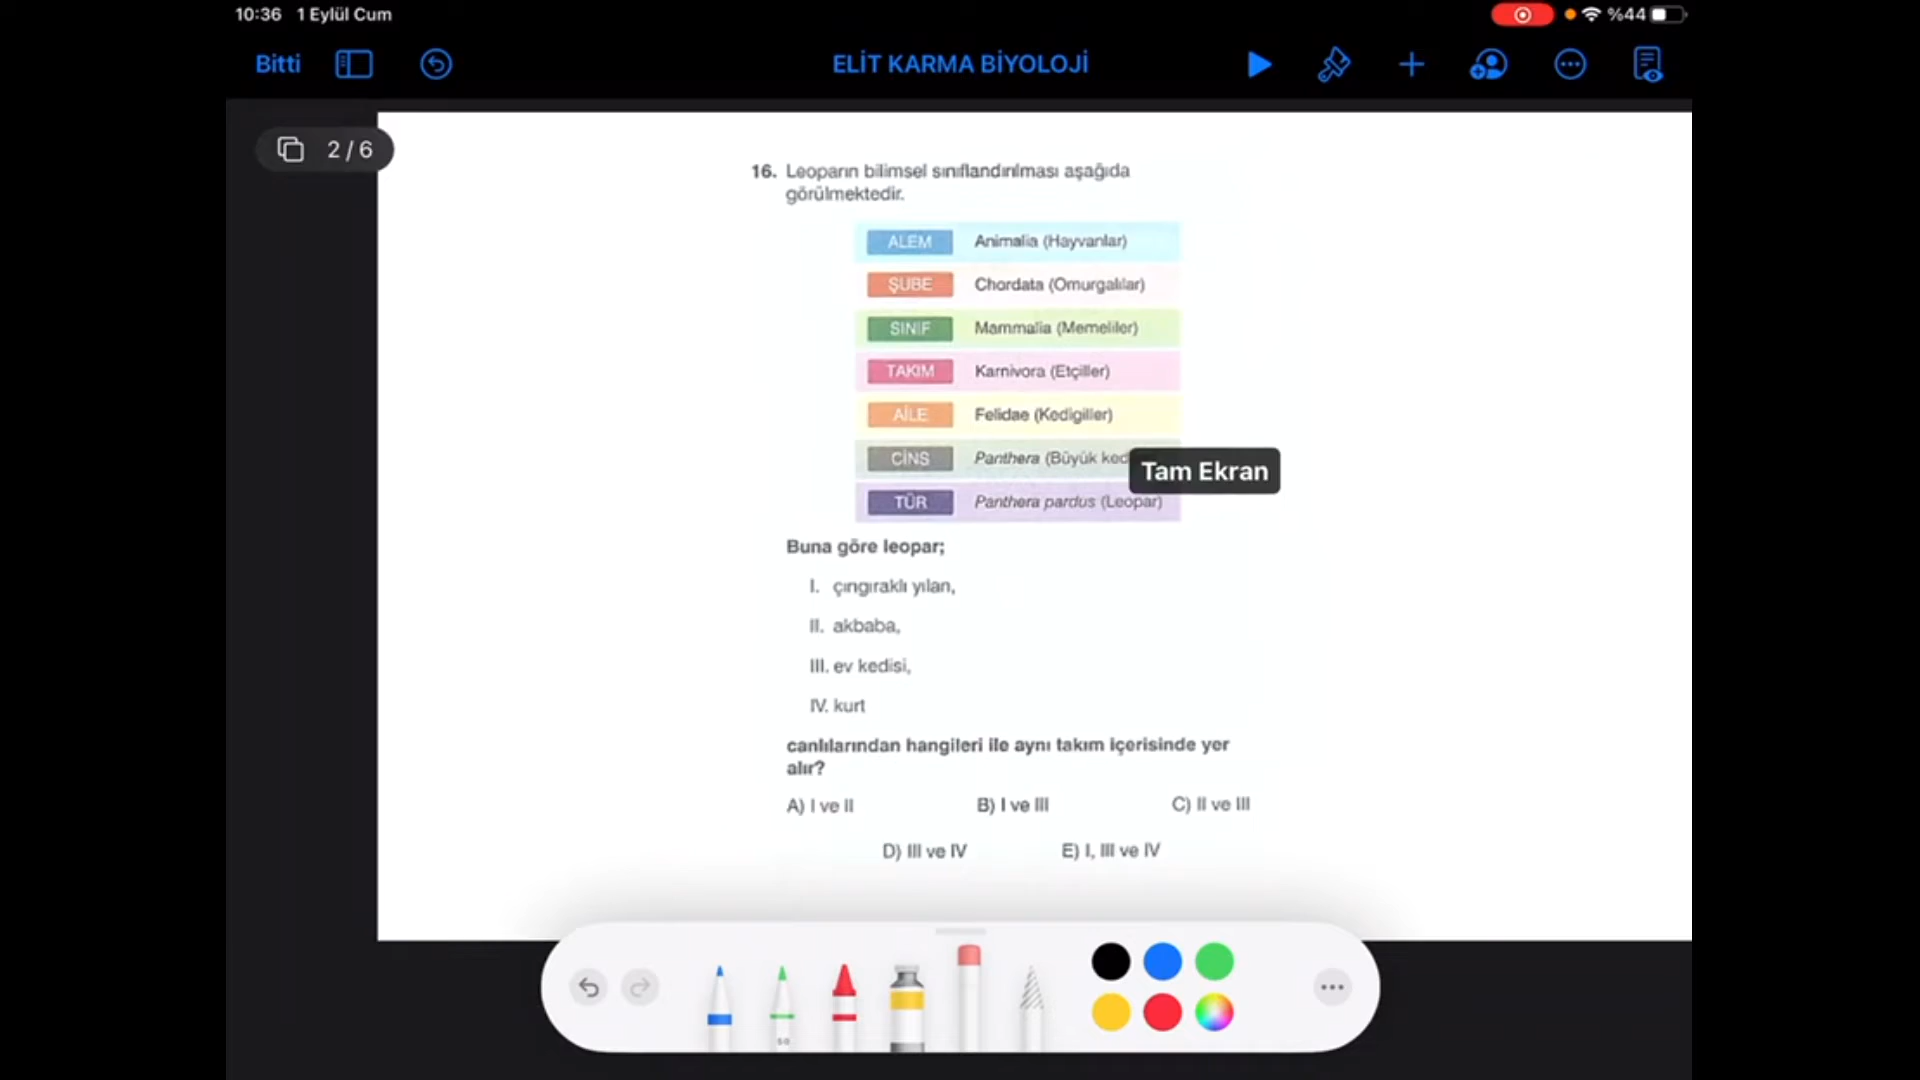 10:36 1 Eylül Cum
%44
Bitti
ELİT KARMA BİYOLOJİ
2 / 6
16. Leoparın bilimsel sınıflandırılması aşağıda
görülmektedir.
ALEM Animalia (Hayvanlar)
ŞUBE Chordata (Omurgalılar)
SINIF Mammalia (Memeliler)
TAKIM Karnivora (Etçiller)
AİLE Felidae (Kedigiller)
CİNS Panthera (Büyük
Tam Ekran
TÜR Panthera pardus (Leopar)
Buna göre leopar;
I. çıngıraklı yılan,
II. akbaba,
III. ev kedisi,
IV. kurt
canlılarından hangileri ile aynı takım içerisinde yer
alır?
A) I ve II B) I ve III C) II ve III
D) III ve IV E) I, III ve IV